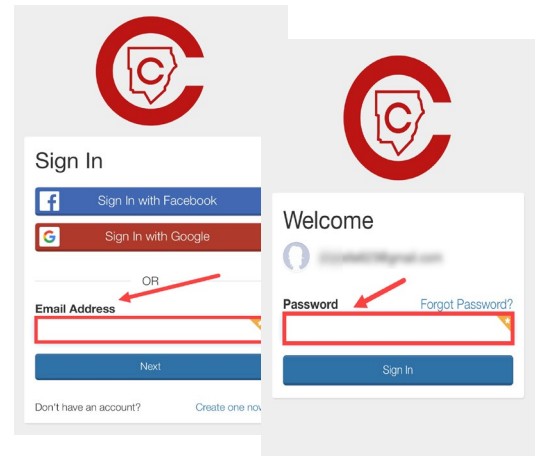 C
Sign In
Sign In with Facebook
Sign In with Google
OR
Email Address
Next
Don't have an account?
Create one now
C
Welcome
Password
Forgot Password?
Sign In